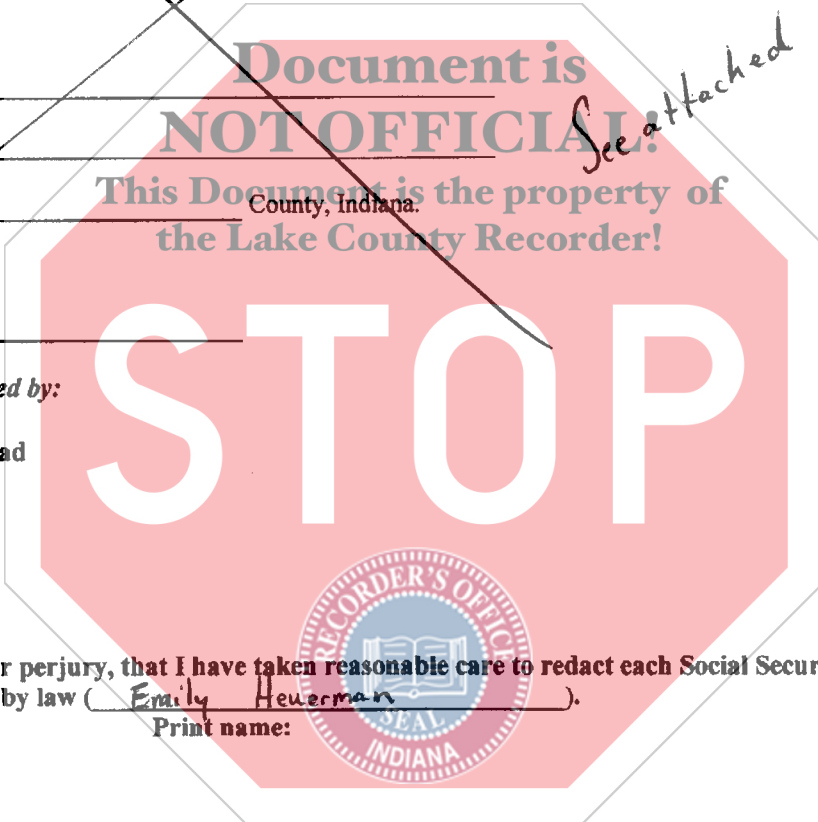 Document is
NOT OFFICIAL!
See attached
This Document is the property of
County, Indiana.
the Lake County Recorder!
STOP
ed by:
ad
RECORDER'S OFFICE
r perjury, that I have taken reasonable care to redact each Social Secur
by law ( Emily Heuerman ).
SEAL
Print name:
INDIANA